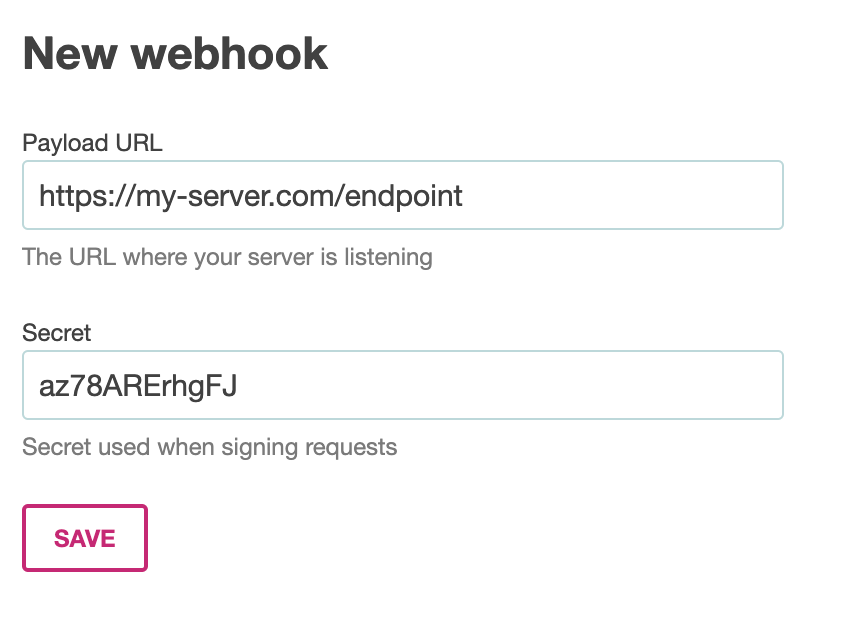 New webhook
Payload URL
https://my-server.com/endpoint
The URL where your server is listening
Secret
az78ARErhgFJ
Secret used when signing requests
SAVE